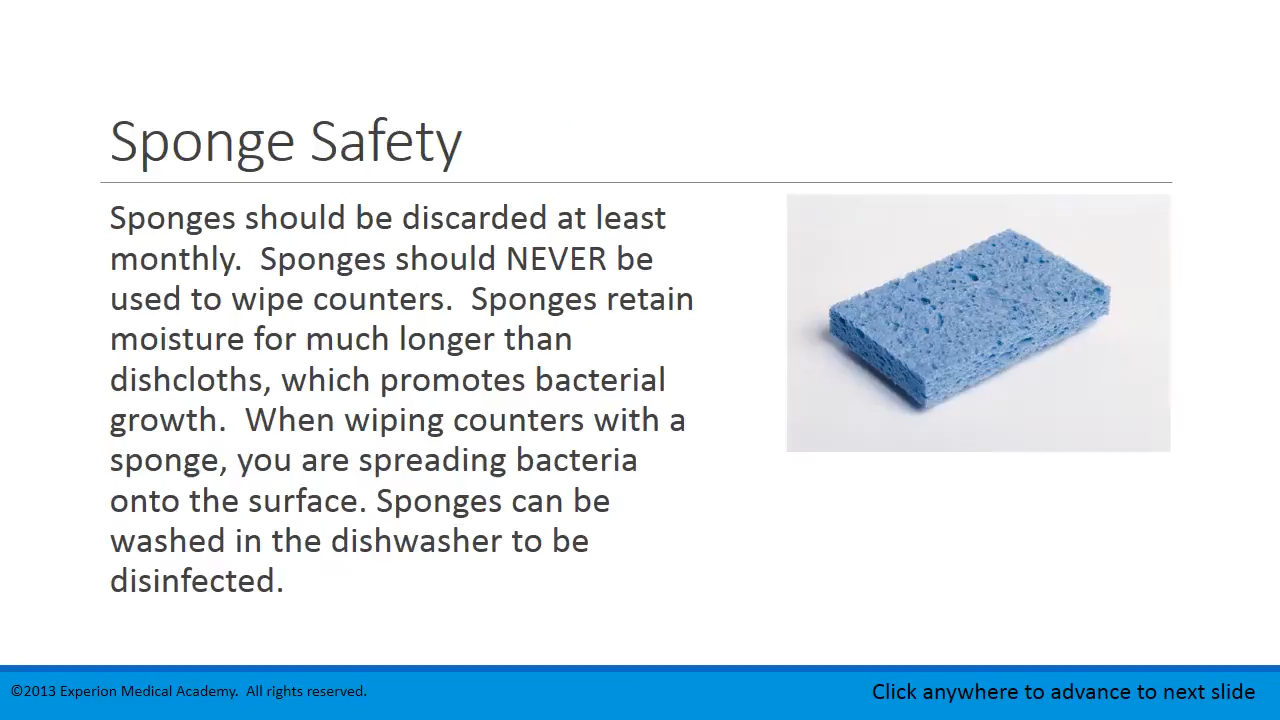 Sponge Safety
Sponges should be discarded at least
monthly.  Sponges should NEVER be
used to wipe counters.  Sponges retain
moisture for much longer than
dishcloths, which promotes bacterial
growth.  When wiping counters with a
sponge, you are spreading bacteria
onto the surface. Sponges can be
washed in the dishwasher to be
disinfected.
©2013 Experion Medical Academy.  All rights reserved.
Click anywhere to advance to next slide